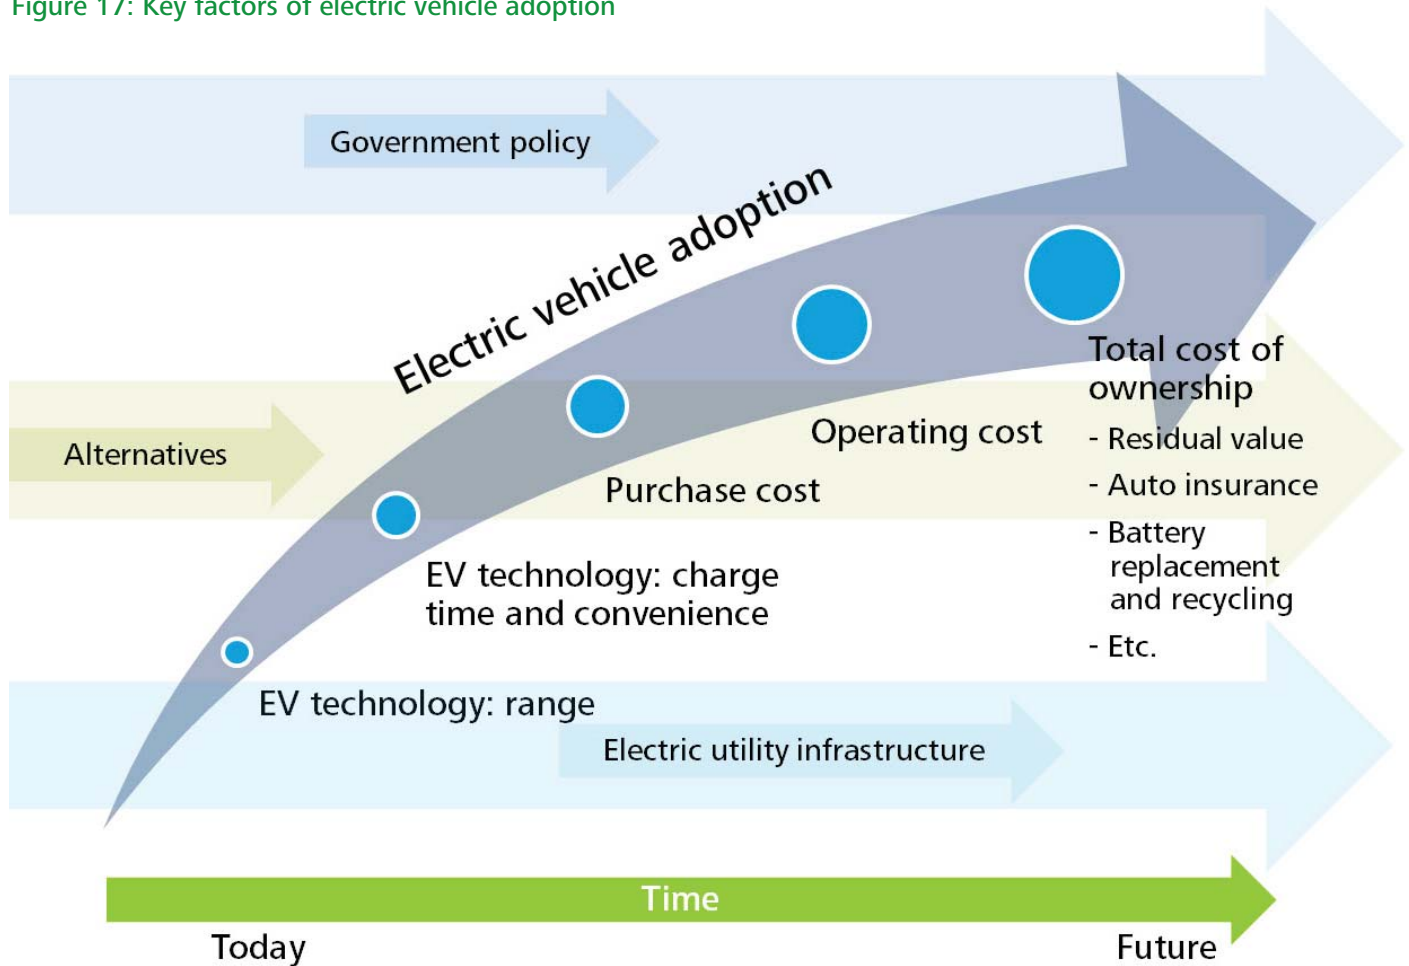 Figure 17: Key factors of electric vehicle adoption
Government policy
Electric vehicle adoption
Alternatives
Total cost of
ownership
- Residual value
- Auto insurance
- Battery
replacement
and recycling
- Etc.
Operating cost
Purchase cost
EV technology: charge
time and convenience
EV technology: range
Electric utility infrastructure
Time
Today
Future